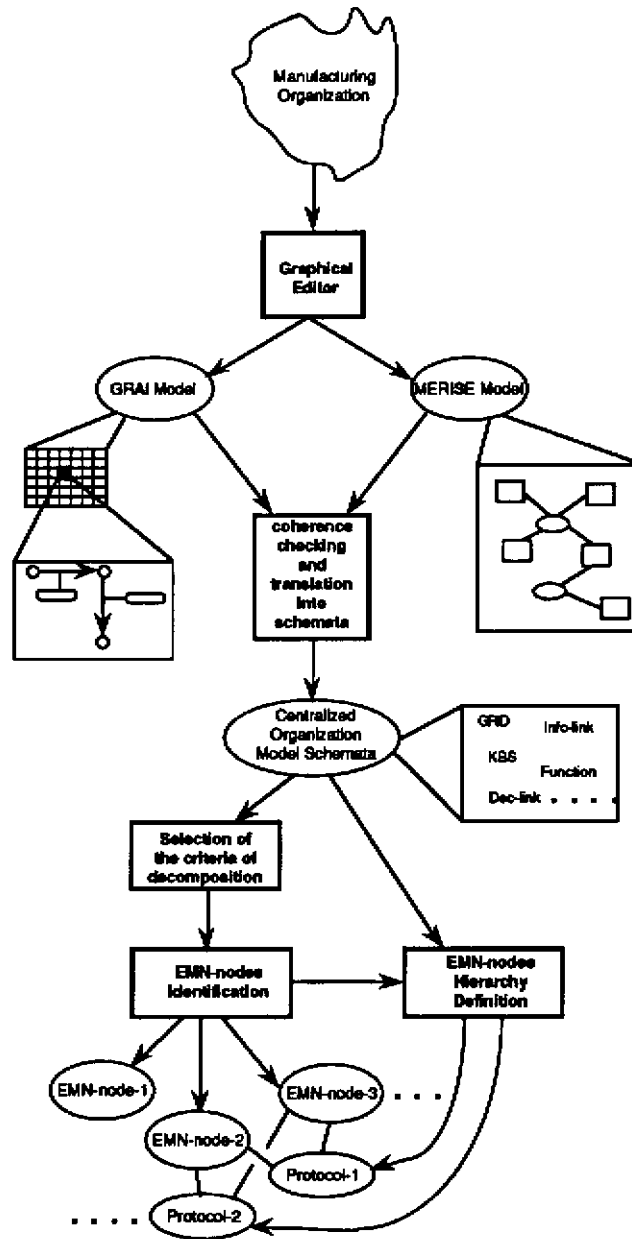 Manufacturing
Organization
Graphical
Editor
GRAI Model
MERISE Model
coherence
checking
and
translation
into
schemata
Centralized
Organization
Model Schemata
GRID
Info-link
KBS
Function
Dec-link . . . .
Selection of
the criteria of
decomposition
EMN-nodes
Identification
EMN-nodes
Hierarchy
Definition
EMN-node-1
EMN-node-3 . . . .
EMN-node-2
Protocol-1
. . . . Protocol-2